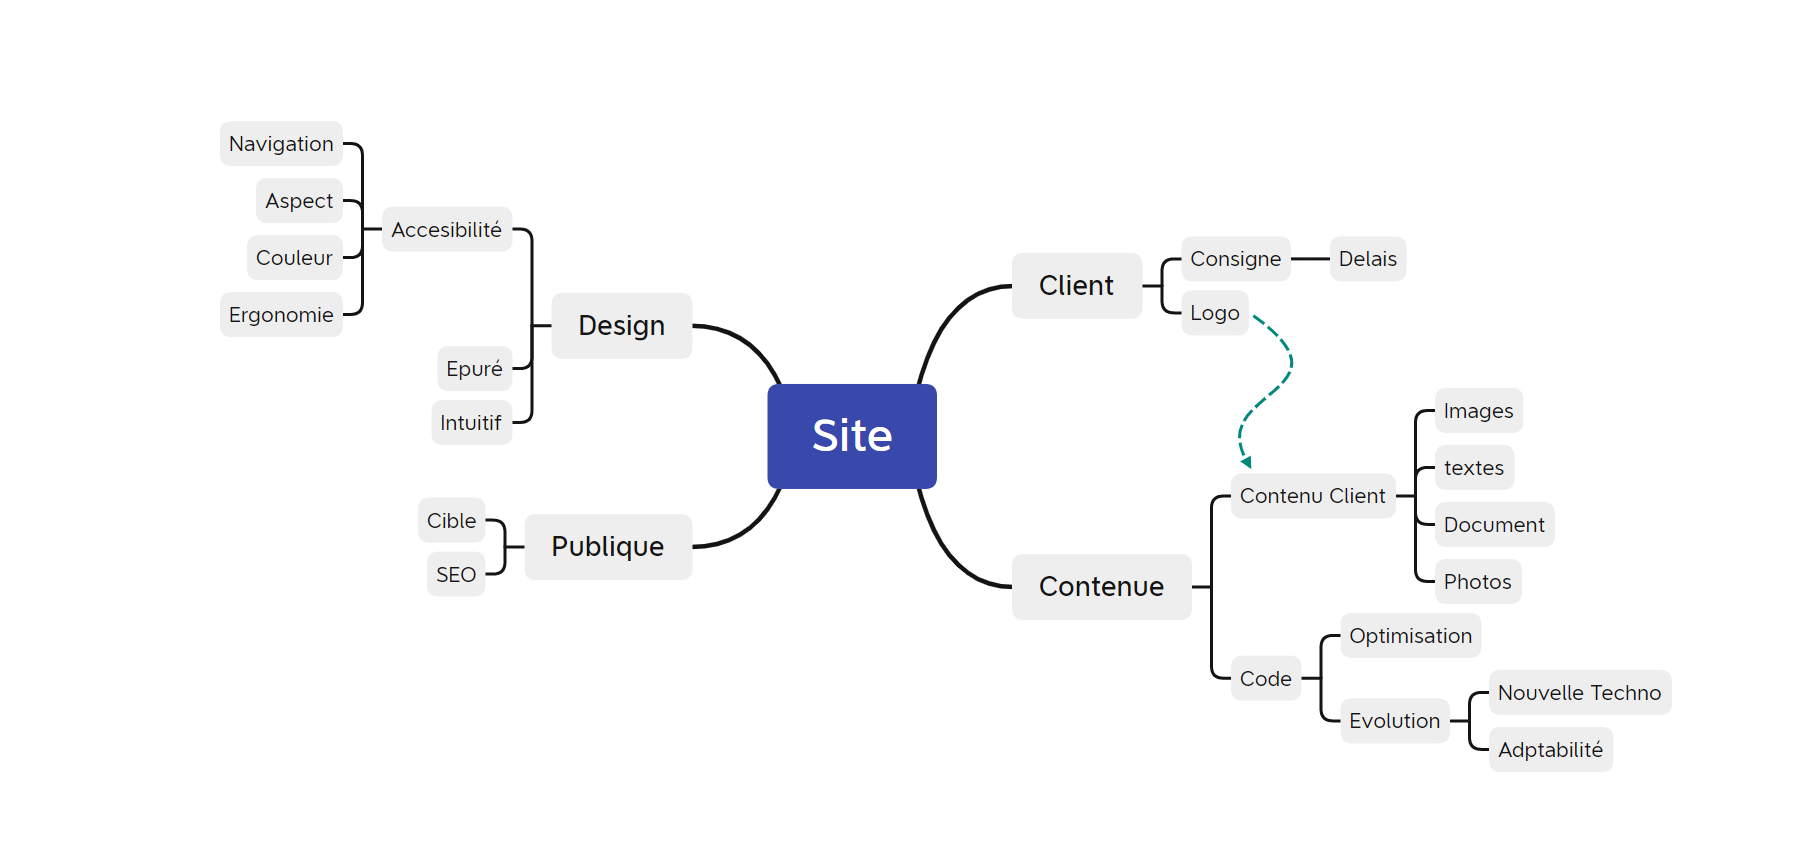 Site
Client
Consigne
Delais
Logo
Contenue
Contenu Client
Images
textes
Document
Photos
Code
Optimisation
Evolution
Nouvelle Techno
Adptabilité
Design
Accesibilité
Navigation
Aspect
Couleur
Ergonomie
Epuré
Intuitif
Publique
Cible
SEO